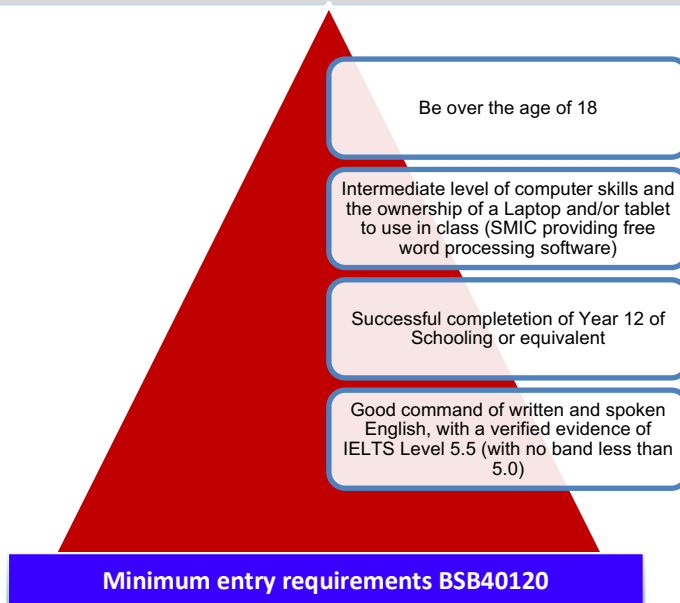 Be over the age of 18
Intermediate level of computer skills and
the ownership of a Laptop and/or tablet
to use in class (SMIC providing free
word processing software)
Successful completetion of Year 12 of
Schooling or equivalent
Good command of written and spoken
English, with a verified evidence of
IELTS Level 5.5 (with no band less than
5.0)
Minimum entry requirements BSB40120